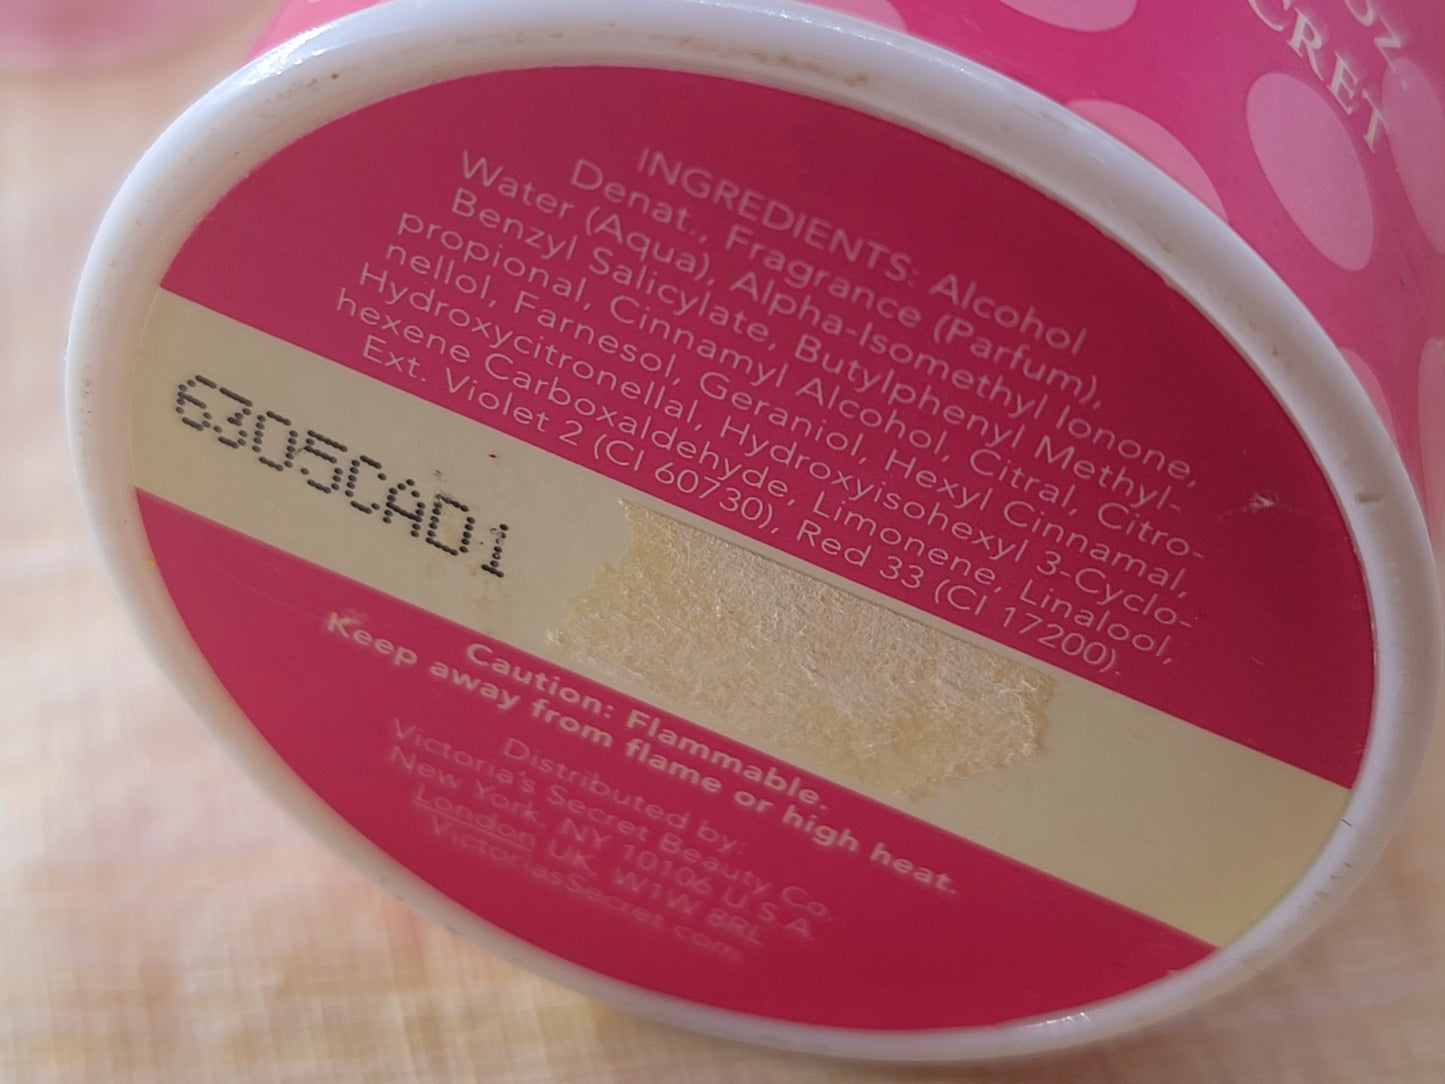 CRET
INGREDIENTS: Alcohol
Denat., Fragrance (Parfum),
Water (Aqua), Alpha-Isomethyl Ionone,
Benzyl Salicylate, Butylphenyl Methyl-
propional, Cinnamyl Alcohol, Citral, Citro-
nellol, Farnesol, Geraniol, Hexyl Cinnamal,
Hydroxycitronellal, Hydroxyisohexyl 3-Cyclo-
hexene Carboxaldehyde, Limonene, Linalool,
Ext. Violet 2 (CI 60730), Red 33 (CI 17200).
6305CAD1
Caution: Flammable.
Keep away from flame or high heat.
Distributed by:
Victoria's Secret Beauty Co.
New York, NY 10106 U.S.A
London UK, W1W 8RL
VictoriasSecret.com